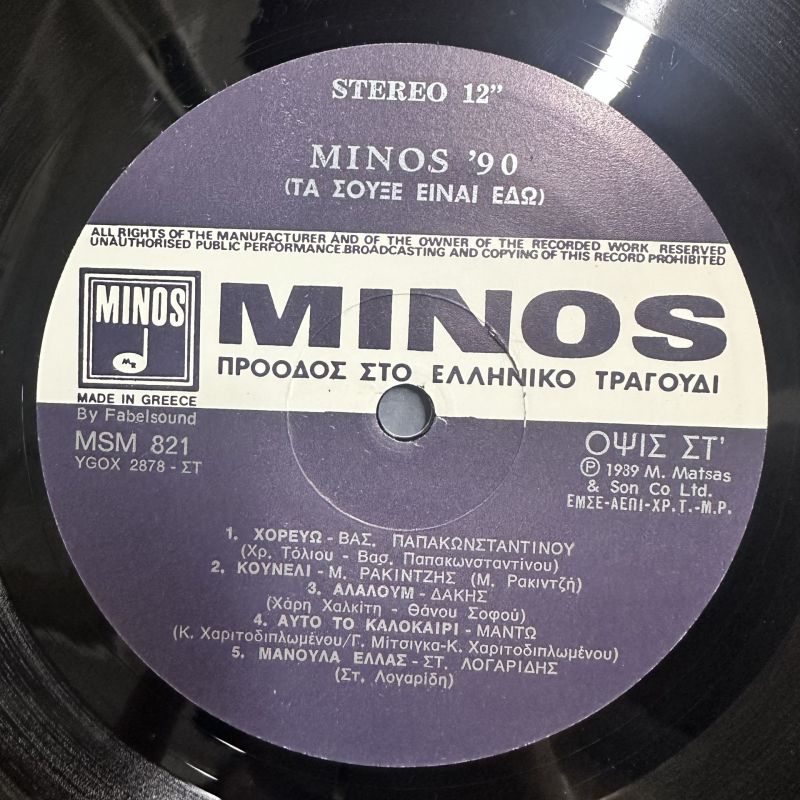 STEREO 12”
MINOS '90
(ΤΑ ΣΟΥΞΕ ΕΙΝΑΙ ΕΔΩ)
ALL RIGHTS OF THE MANUFACTURER AND OF THE OWNER OF THE RECORDED WORK RESERVED
UNAUTHORISED PUBLIC PERFORMANCE.BROADCASTING AND COPYING OF THIS RECORD PROHIBITED
MINOS
MINOS
ΠΡΟΟΔΟΣ ΣΤΟ ΕΛΛΗΝΙΚΟ ΤΡΑΓΟΥΔΙ
MADE IN GREECE
By Fabelsound
MSM 821
YGOX 2878 - ΣΤ
ΟΨΙΣ ΣΤ'
Ⓟ 1989 M. Matsas
& Son Co Ltd.
ΕΜΣΕ-ΑΕΠΙ-ΧΡ.Τ.-Μ.Ρ.
1. ΧΟΡΕΥΩ - ΒΑΣ. ΠΑΠΑΚΩΝΣΤΑΝΤΙΝΟΥ
(Χρ. Τόλιου - Βασ. Παπακωνσταντίνου)
2. ΚΟΥΝΕΛΙ - Μ. ΡΑΚΙΝΤΖΗΣ (Μ. Ρακιντζή)
3. ΑΛΑΛΟΥΜ - ΔΑΚΗΣ
(Χάρη Χαλκίτη - Θάνου Σοφού)
4. ΑΥΤΟ ΤΟ ΚΑΛΟΚΑΙΡΙ - ΜΑΝΤΩ
(Κ. Χαριτοδιπλωμένου/Γ. Μίτσιγκα-Κ. Χαριτοδιπλωμένου)
5. ΜΑΝΟΥΛΑ ΕΛΛΑΣ - ΣΤ. ΛΟΓΑΡΙΔΗΣ
(Στ. Λογαρίδη)